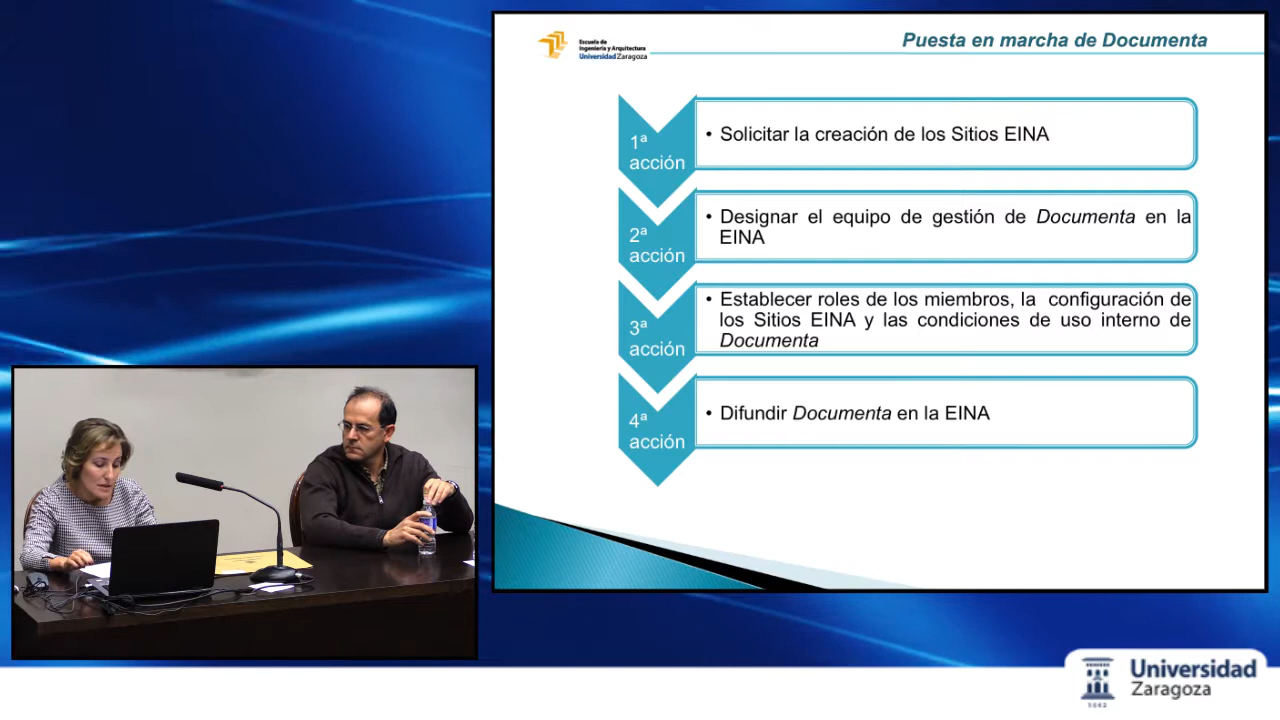 Escuela de
Ingeniería y Arquitectura
Universidad Zaragoza
Puesta en marcha de Documenta
1ª
acción
• Solicitar la creación de los Sitios EINA
2ª
acción
• Designar el equipo de gestión de Documenta en la
EINA
3ª
acción
• Establecer roles de los miembros, la configuración de
los Sitios EINA y las condiciones de uso interno de
Documenta
4ª
acción
• Difundir Documenta en la EINA
Universidad
Zaragoza
1542